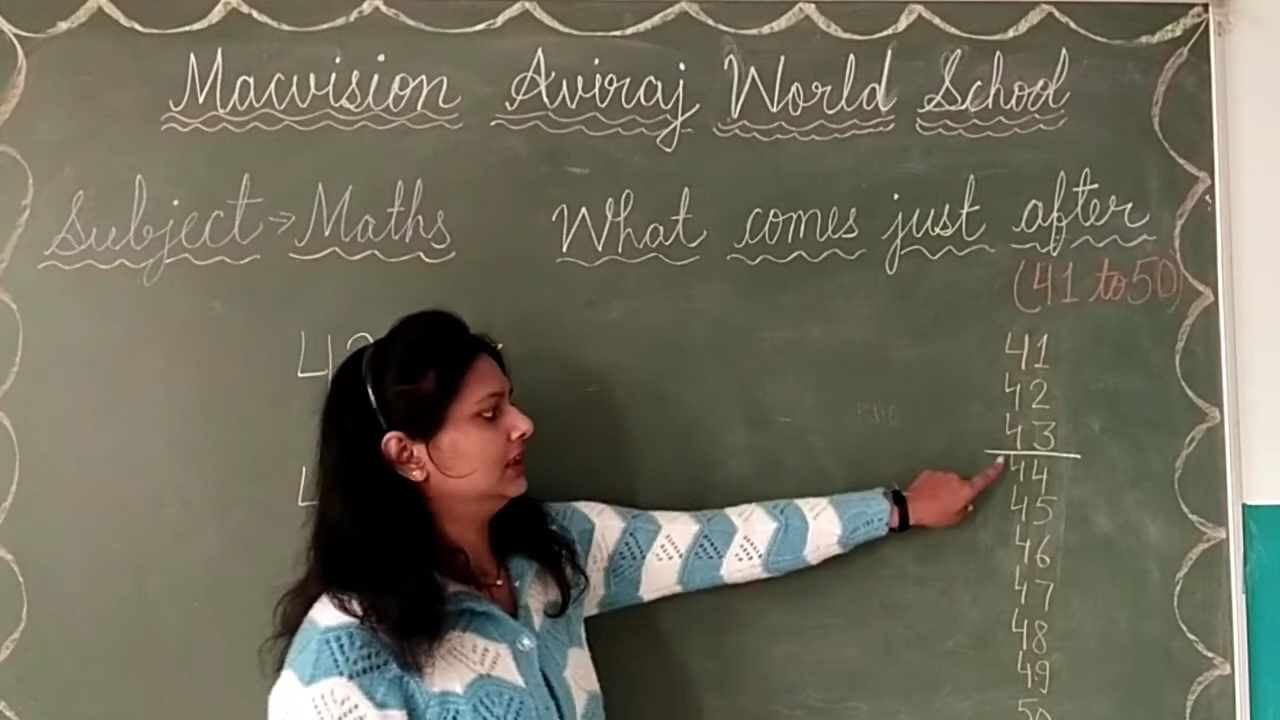 Macvision Aviraj World School
Subject → Maths
What comes just after
(41 to 50)
41
42
43
44
45
46
47
48
49
50